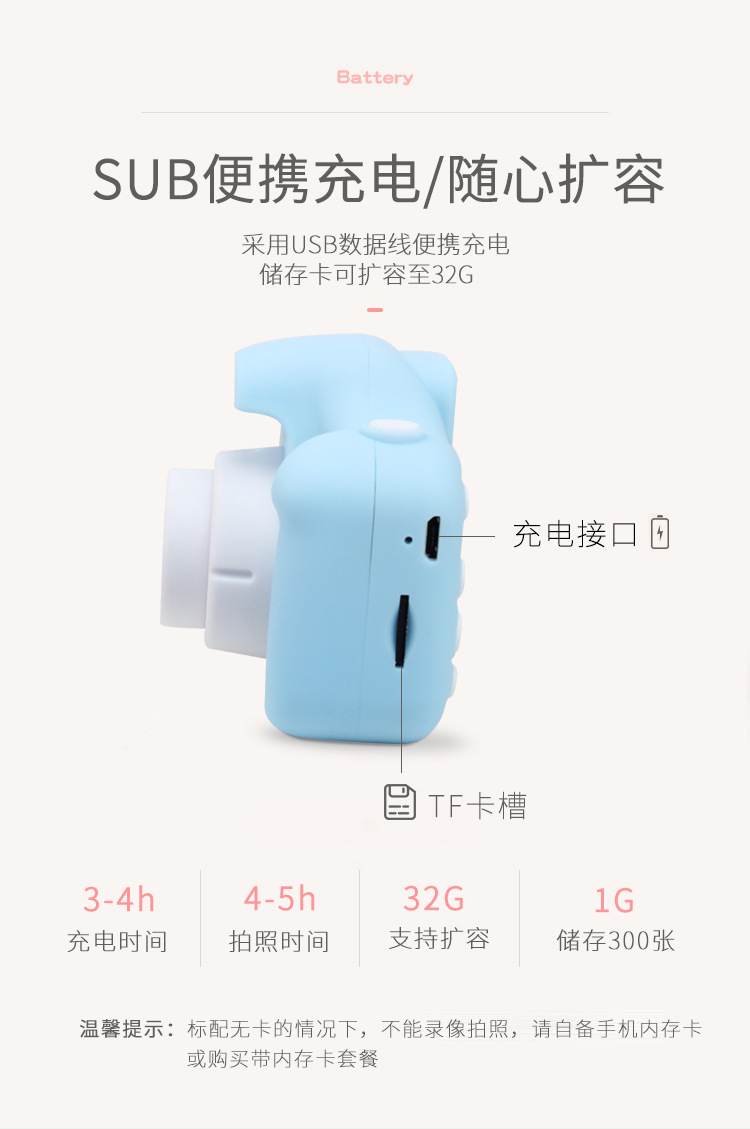 Battery
SUB便携充电/随心扩容
采用USB数据线便携充电
储存卡可扩容至32G
充电接口
TF卡槽
3-4h
充电时间
4-5h
拍照时间
32G
支持扩容
1G
储存300张
温馨提示：标配无卡的情况下，不能录像拍照，请自备手机内存卡
或购买带内存卡套餐